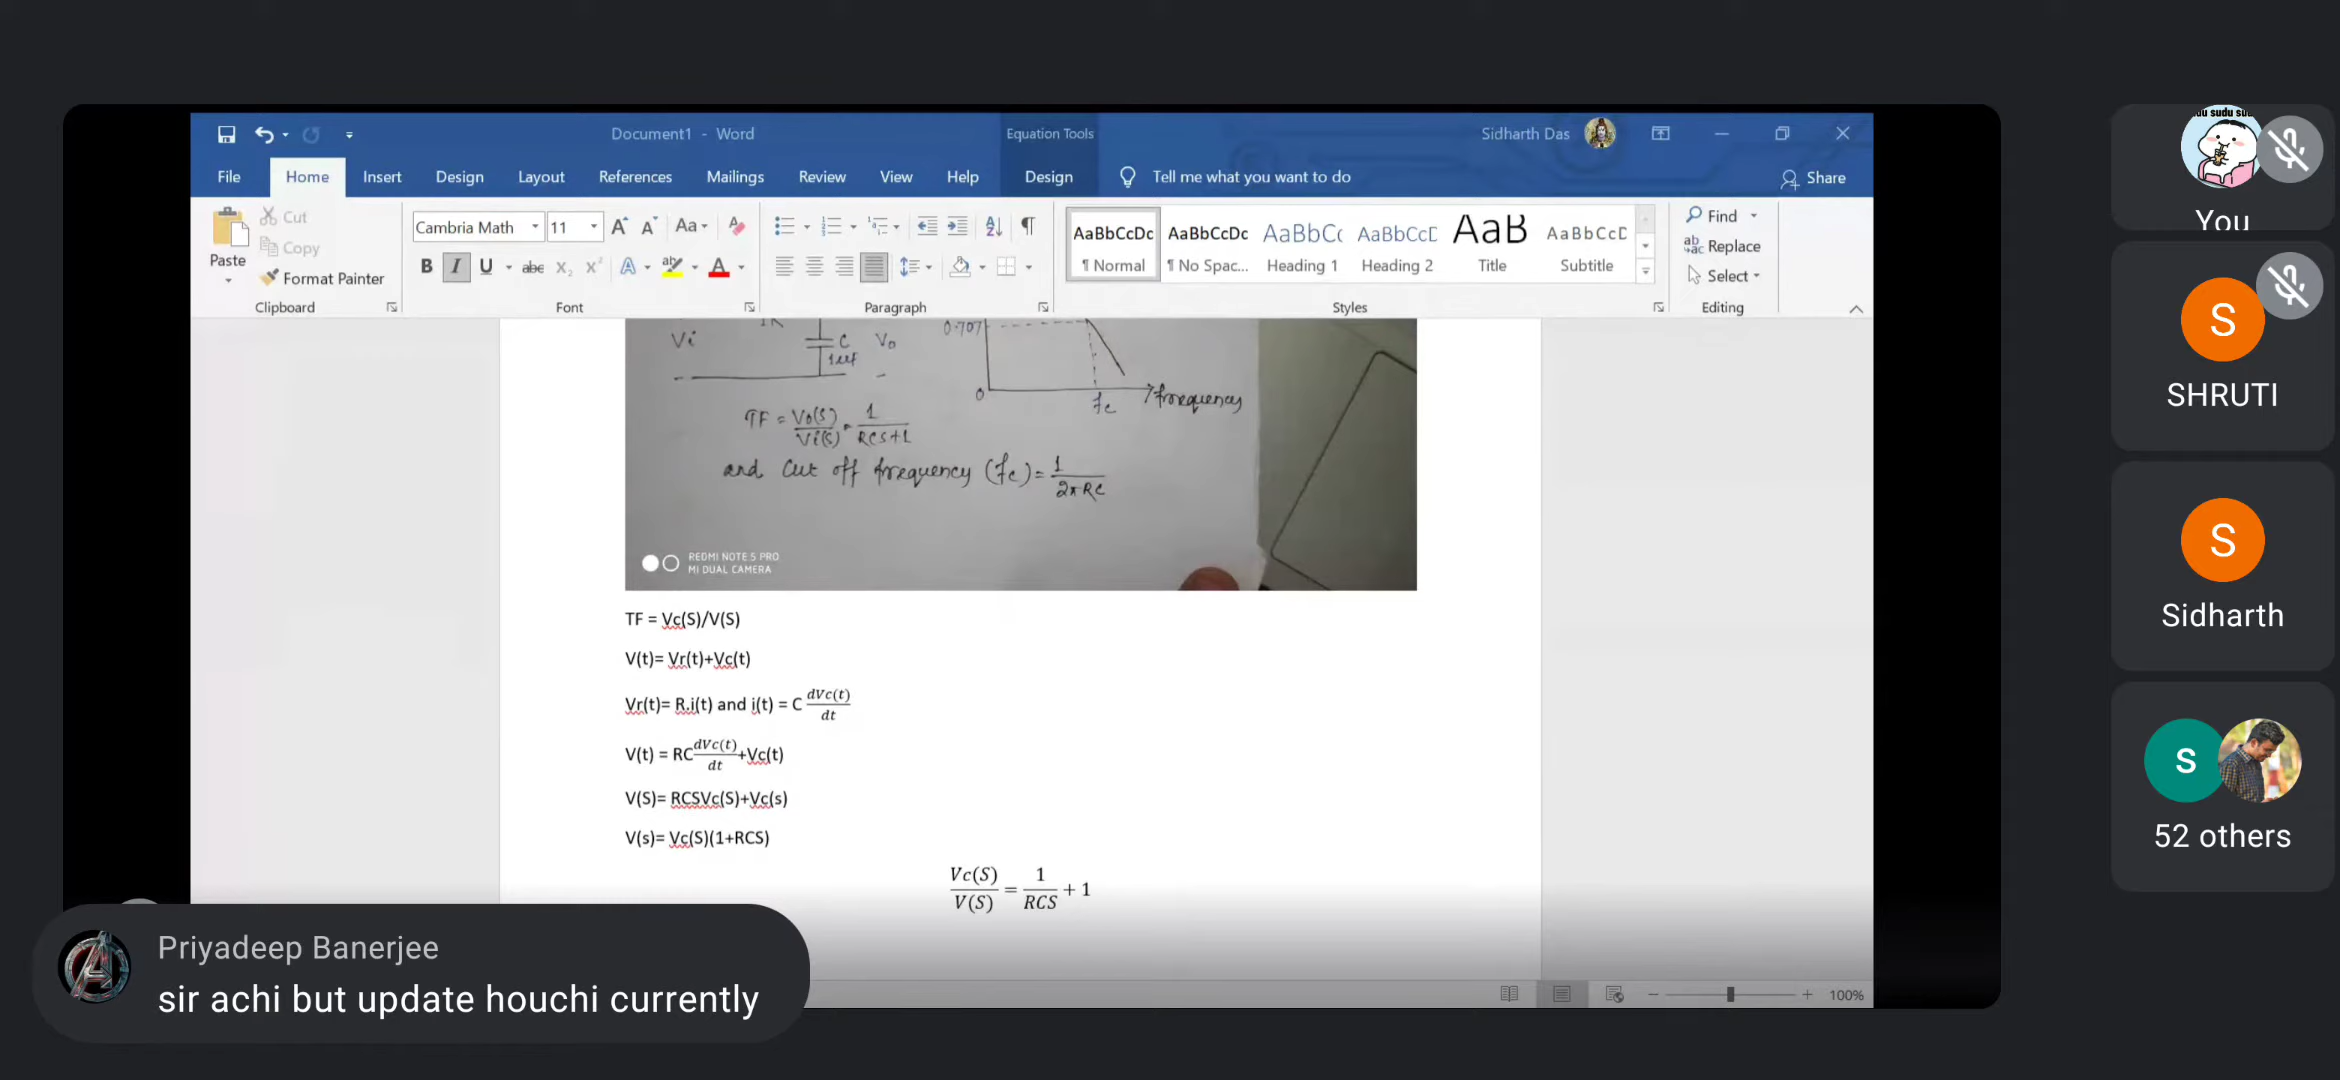 Document1 - Word
Equation Tools
Sidharth Das
File
Home
Insert
Design
Layout
References
Mailings
Review
View
Help
Design
Tell me what you want to do
Share
Paste
Cut
Copy
Format Painter
Clipboard
Cambria Math
11
Font
Paragraph
AaBbCcDc
¶ Normal
AaBbCcDc
¶ No Spac...
AaBbCc
Heading 1
AaBbCcD
Heading 2
AaB
Title
AaBbCcD
Subtitle
Styles
Find
Replace
Select
Editing
Vi
C
1uf
Vo
0.707
0
fc
frequency
TF = Vo(S)/Vi(S) = 1/RCS+1
and cut off frequency (fc) = 1/2πRC
REDMI NOTE 5 PRO
MI DUAL CAMERA
TF = Vc(S)/V(S)
V(t)= Vr(t)+Vc(t)
Vr(t)= R.i(t) and i(t) = C dVc(t)/dt
V(t) = RC dVc(t)/dt +Vc(t)
V(S)= RCSVc(S)+Vc(s)
V(s)= Vc(S)(1+RCS)
Vc(S)/V(S) = 1/RCS + 1
100%
Priyadeep Banerjee
sir achi but update houchi currently
You
S
SHRUTI
S
Sidharth
s
52 others